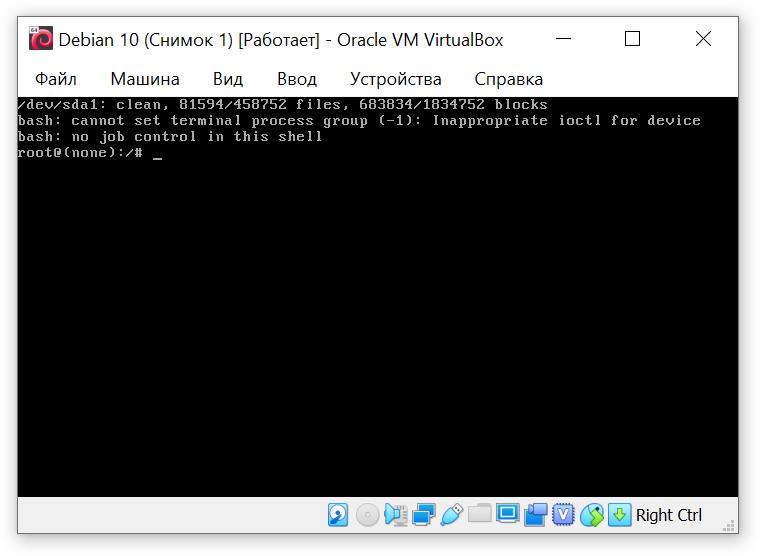 64
Debian 10 (Снимок 1) [Работает] - Oracle VM VirtualBox
Файл Машина Вид Ввод Устройства Справка
/dev/sda1: clean, 81594/458752 files, 683834/1834752 blocks
bash: cannot set terminal process group (-1): Inappropriate ioctl for device
bash: no job control in this shell
root@(none):/# _
Right Ctrl